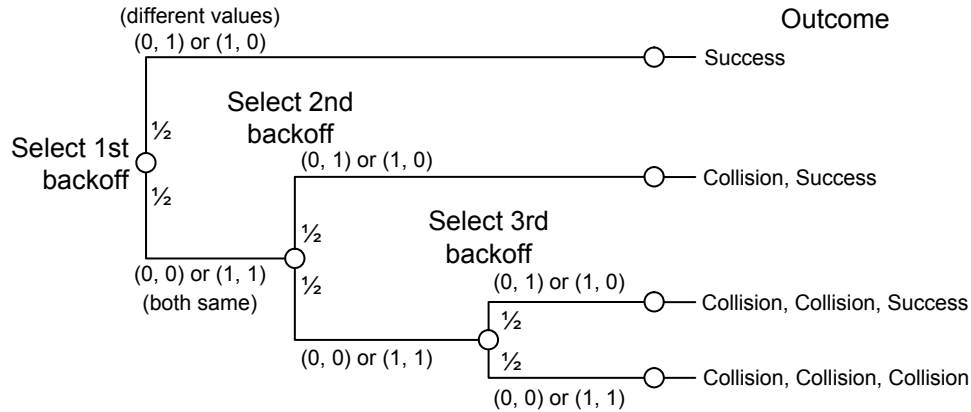 (different values)
(0, 1) or (1, 0)
Outcome
Success
Select 2nd
backoff
½
Select 1st
backoff
½
(0, 1) or (1, 0)
Collision, Success
Select 3rd
backoff
½
(0, 0) or (1, 1)
(both same)
½
(0, 1) or (1, 0)
Collision, Collision, Success
½
(0, 0) or (1, 1)
½
Collision, Collision, Collision
(0, 0) or (1, 1)